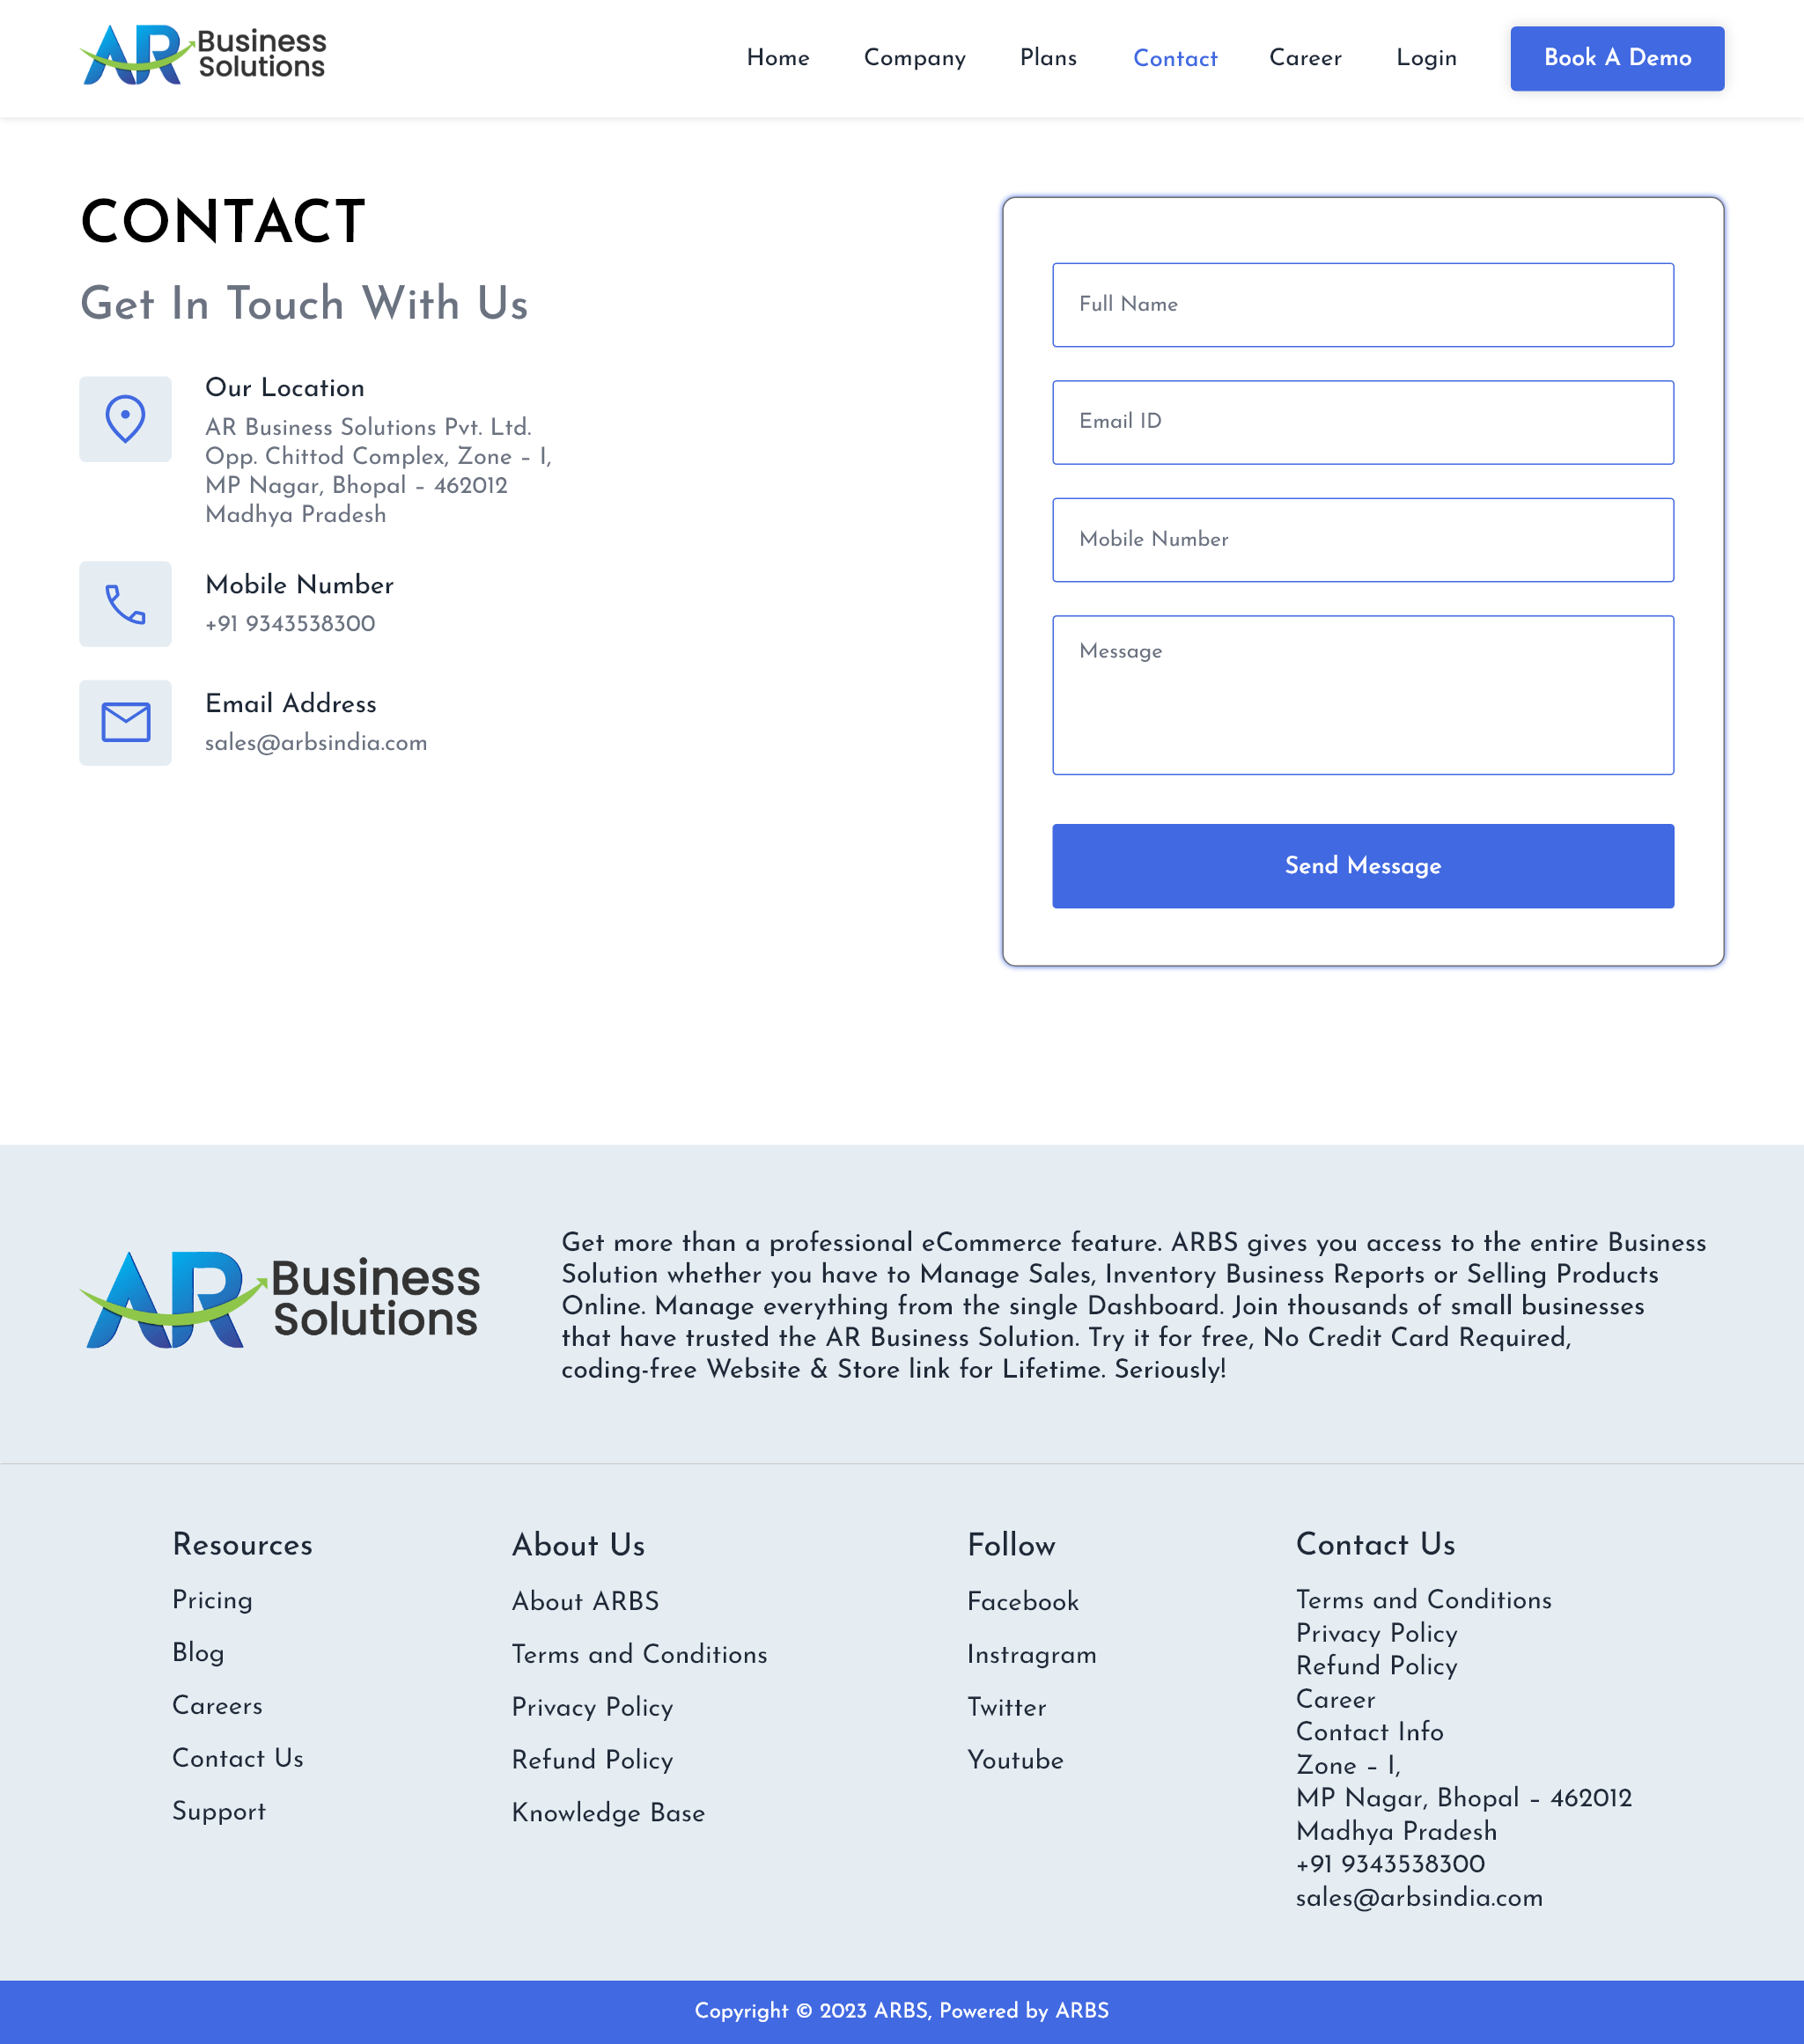 AR Business
Solutions
Home Company Plans Contact Career Login Book A Demo
CONTACT
Get In Touch With Us
Our Location
AR Business Solutions Pvt. Ltd.
Opp. Chittod Complex, Zone – I,
MP Nagar, Bhopal – 462012
Madhya Pradesh
Mobile Number
+91 9343538300
Email Address
sales@arbsindia.com
Full Name
Email ID
Mobile Number
Message
Send Message
AR Business
Solutions
Get more than a professional eCommerce feature. ARBS gives you access to the entire Business
Solution whether you have to Manage Sales, Inventory Business Reports or Selling Products
Online. Manage everything from the single Dashboard. Join thousands of small businesses
that have trusted the AR Business Solution. Try it for free, No Credit Card Required,
coding-free Website & Store link for Lifetime. Seriously!
Resources
Pricing
Blog
Careers
Contact Us
Support
About Us
About ARBS
Terms and Conditions
Privacy Policy
Refund Policy
Knowledge Base
Follow
Facebook
Instragram
Twitter
Youtube
Contact Us
Terms and Conditions
Privacy Policy
Refund Policy
Career
Contact Info
Zone – I,
MP Nagar, Bhopal – 462012
Madhya Pradesh
+91 9343538300
sales@arbsindia.com
Copyright © 2023 ARBS, Powered by ARBS